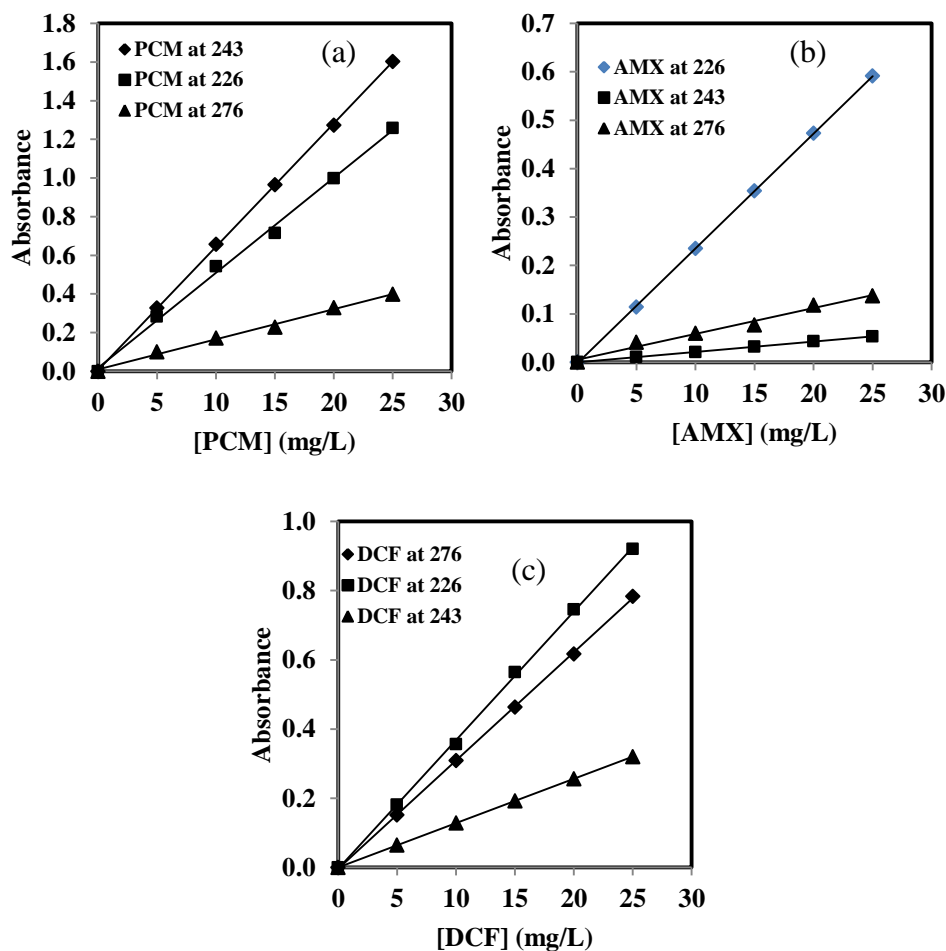 (a)
PCM at 243
PCM at 226
PCM at 276
Absorbance
1.8
1.6
1.4
1.2
1.0
0.8
0.6
0.4
0.2
0.0
0 5 10 15 20 25 30
[PCM] (mg/L)
(b)
AMX at 226
AMX at 243
AMX at 276
Absorbance
0.7
0.6
0.5
0.4
0.3
0.2
0.1
0.0
0 5 10 15 20 25 30
[AMX] (mg/L)
(c)
DCF at 276
DCF at 226
DCF at 243
Absorbance
1.0
0.8
0.6
0.4
0.2
0.0
0 5 10 15 20 25 30
[DCF] (mg/L)